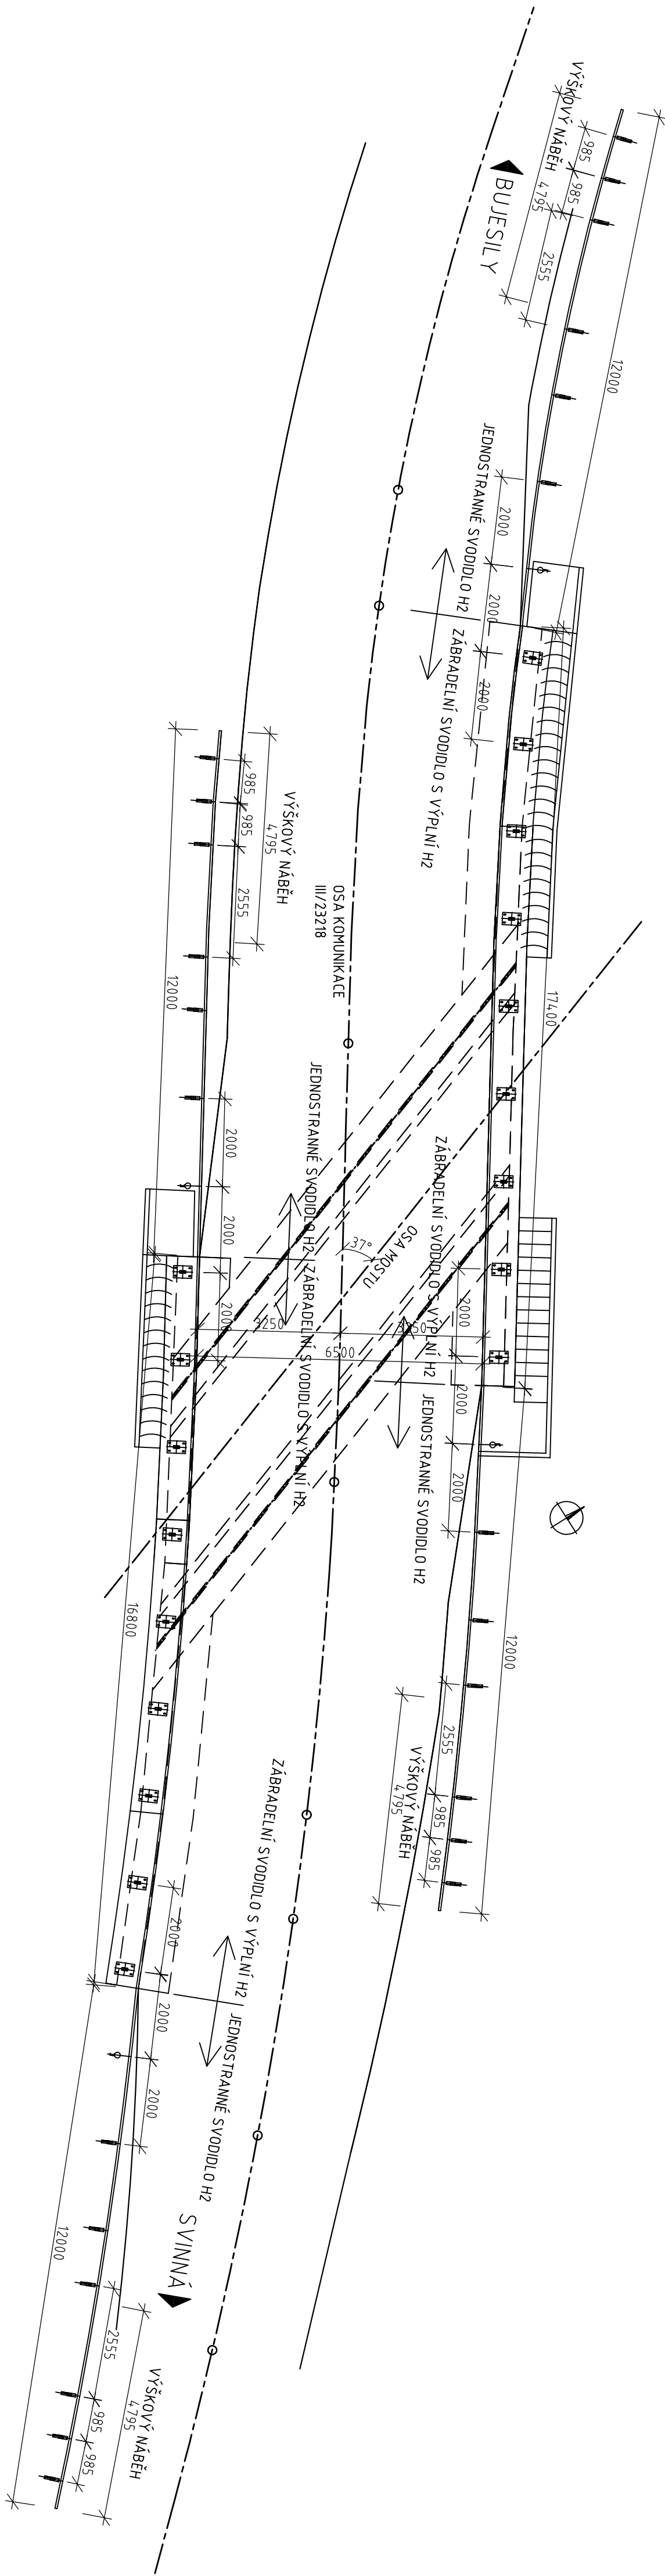 VÝŠKOVÝ NÁBĚH
4795
985
985
2555
BUJESILY
12000
JEDNOSTRANNÉ SVODIDLO H2
ZÁBRADELNÍ SVODIDLO S VÝPLNÍ H2
2000
2000
2000
17400
985
985
2555
VÝŠKOVÝ NÁBĚH
4795
12000
OSA KOMUNIKACE
III/23218
2000
2000
2000
JEDNOSTRANNÉ SVODIDLO H2
ZÁBRADELNÍ SVODIDLO S VÝPLNÍ H2
37°
OSA MOSTU
ZÁBRADELNÍ SVODIDLO S VÝPLNÍ H2
JEDNOSTRANNÉ SVODIDLO H2
3250
3250
6500
2000
2000
2000
12000
2555
985
985
VÝŠKOVÝ NÁBĚH
4795
16800
ZÁBRADELNÍ SVODIDLO S VÝPLNÍ H2
JEDNOSTRANNÉ SVODIDLO H2
2000
2000
2000
SVINNÁ
12000
2555
985
985
VÝŠKOVÝ NÁBĚH
4795